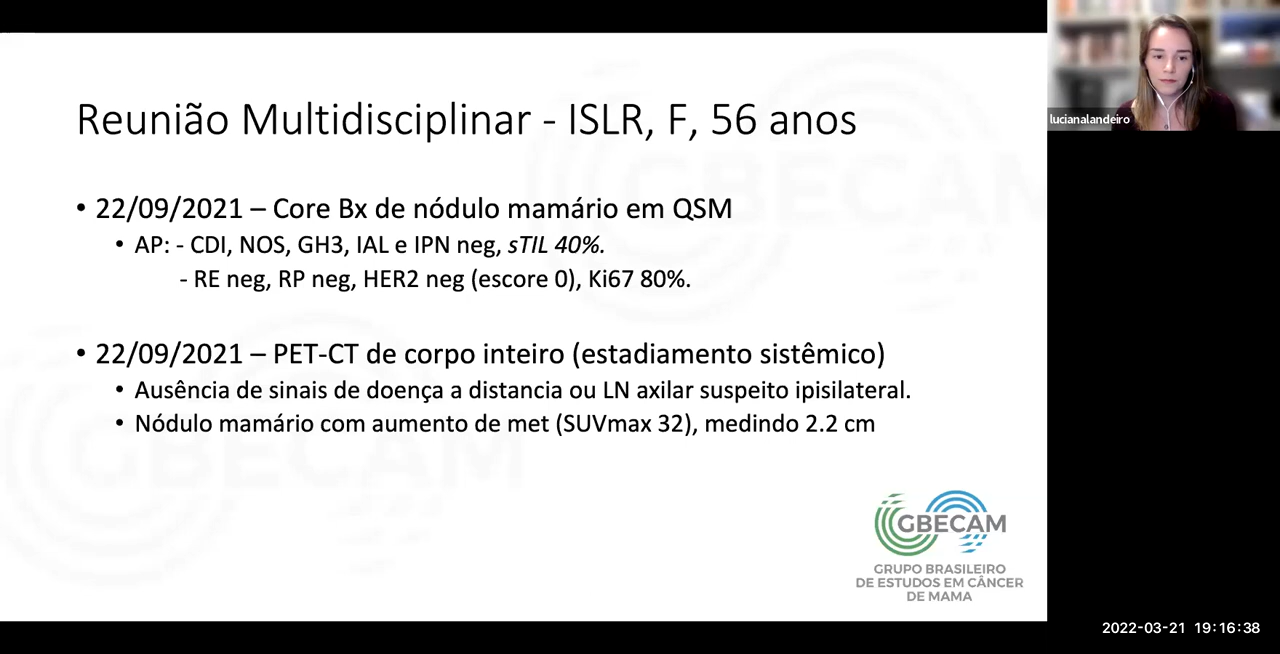 Reunião Multidisciplinar - ISLR, F, 56 anos
lucianalandeiro
• 22/09/2021 – Core Bx de nódulo mamário em QSM
• AP: - CDI, NOS, GH3, IAL e IPN neg, sTIL 40%.
- RE neg, RP neg, HER2 neg (escore 0), Ki67 80%.
• 22/09/2021 – PET-CT de corpo inteiro (estadiamento sistêmico)
• Ausência de sinais de doença a distancia ou LN axilar suspeito ipisilateral.
• Nódulo mamário com aumento de met (SUVmax 32), medindo 2.2 cm
GBECAM
GRUPO BRASILEIRO
DE ESTUDOS EM CÂNCER
DE MAMA
2022-03-21 19:16:38